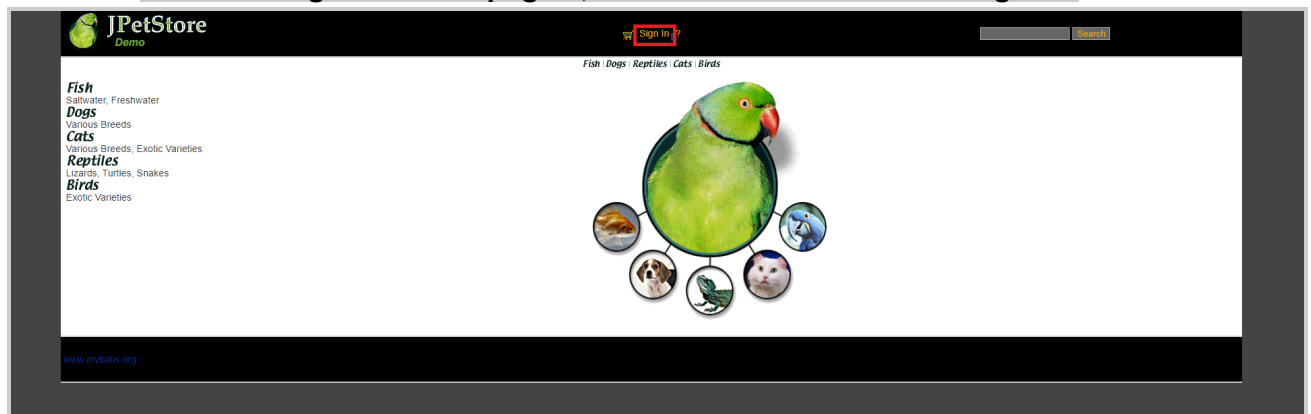 JPetStore
Demo
Sign In | ?
Search
Fish | Dogs | Reptiles | Cats | Birds
Fish
Saltwater, Freshwater
Dogs
Various Breeds
Cats
Various Breeds, Exotic Varieties
Reptiles
Lizards, Turtles, Snakes
Birds
Exotic Varieties
www.mybatis.org